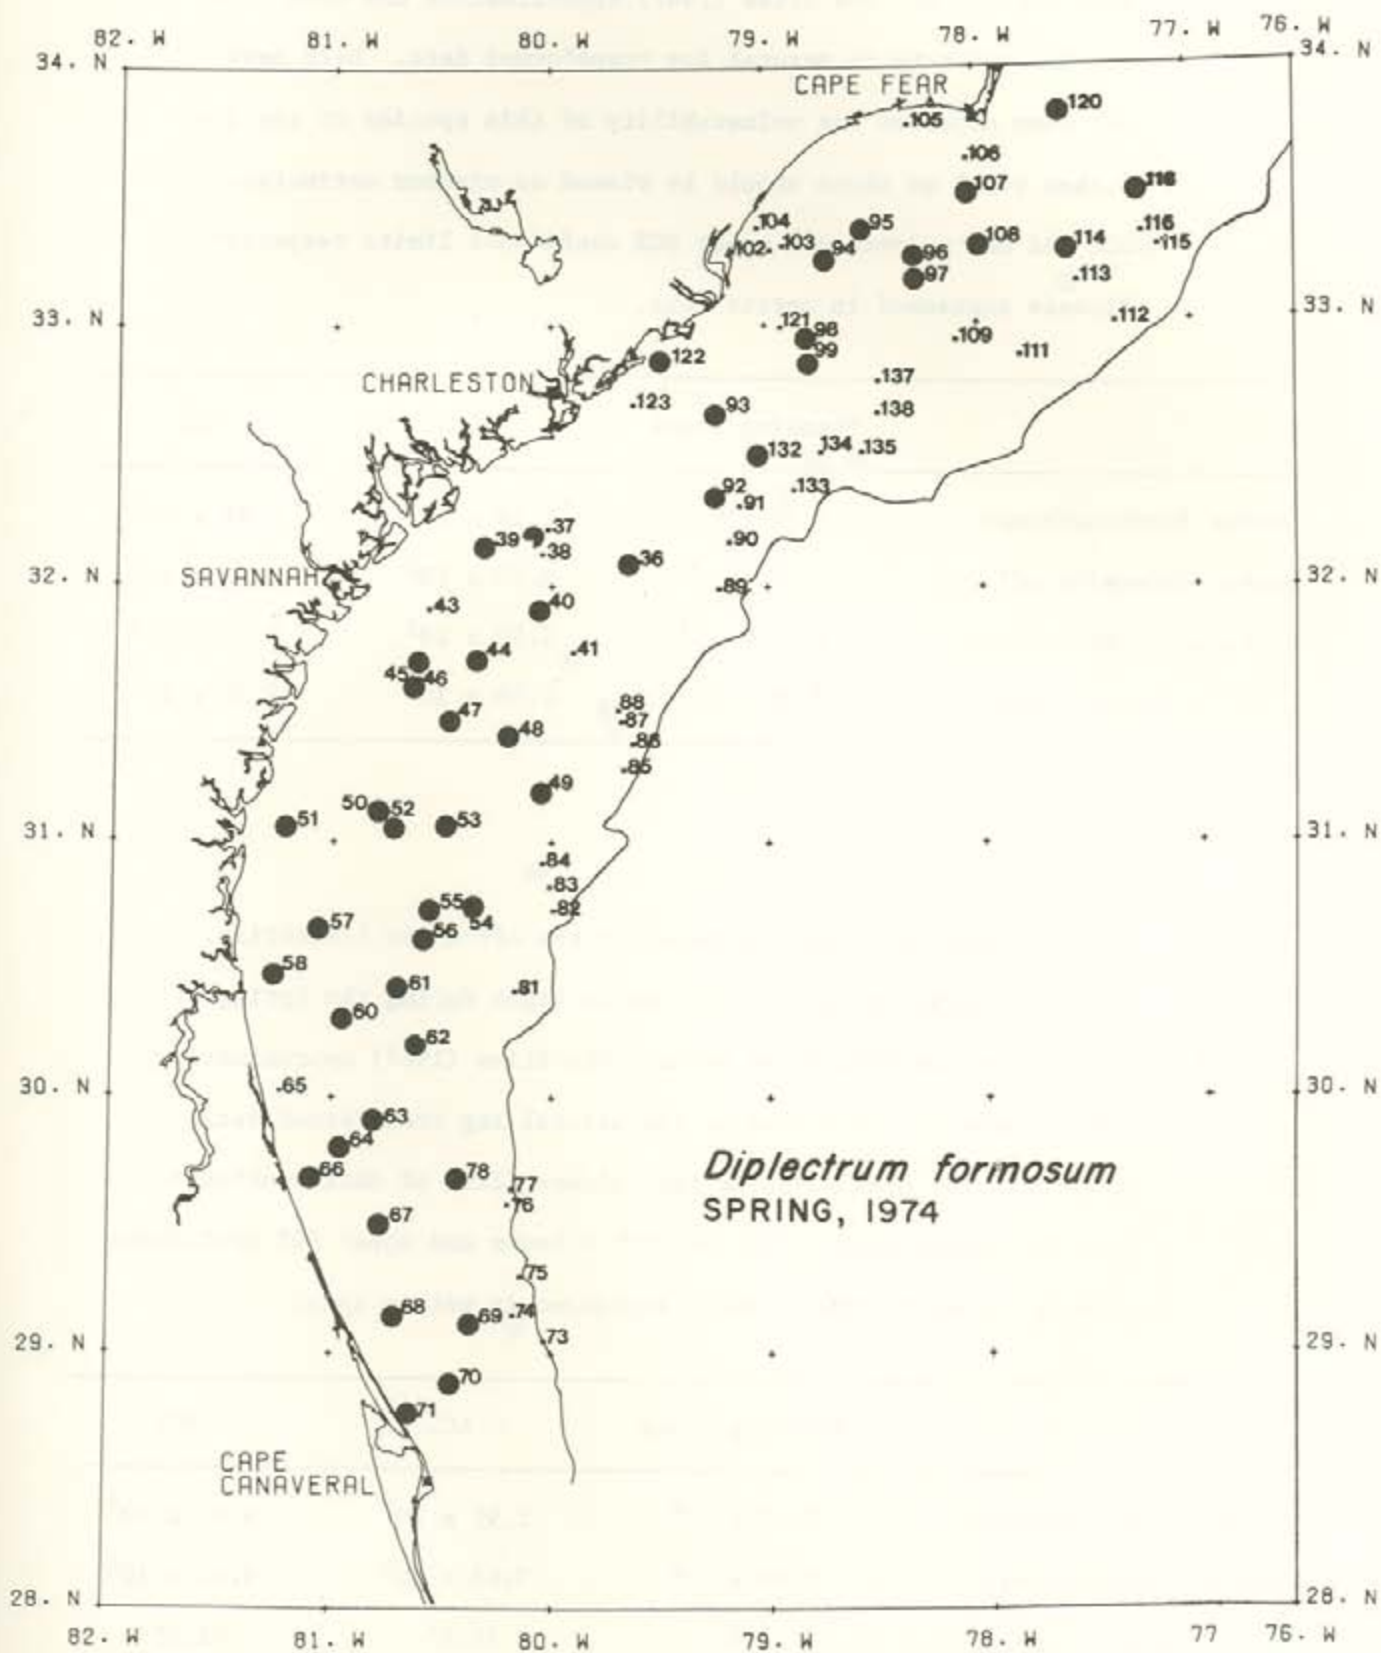 82. W 81. W 80. W 79. W 78. W 77. W 76. W
34. N 34. N
CAPE FEAR
120
.105
.106
107 118
.104 95 108 .116
.102 .103 94 96 114 .115
97 .113
33. N .121 98 .112 33. N
99 .109 .111
122
CHARLESTON .137
.123 93 .138
132 .134 .135
92 .133
.91
.37 .90
39 .38 36
32. N SAVANNAH .89 32. N
.43 40
44 .41
45 46
47 .88
48 .87
.86
.85
49
50 52
51 53
31. N 31. N
.84
.83
55 .82
57 54
56
58 61 .81
60
62
30. N .65 30. N
63
64
66 78 .77
.76
67
Diplectrum formosum
SPRING, 1974
.75
68 69 .74
29. N .73 29. N
70
71
CAPE
CANAVERAL
28. N 28. N
82. W 81. W 80. W 79. W 78. W 77 76. W